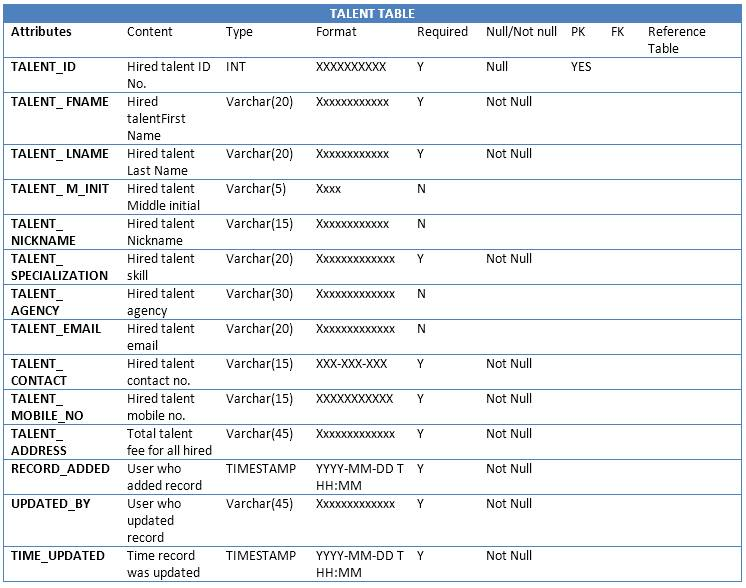 TALENT TABLE
Attributes Content Type Format Required Null/Not null PK FK Reference
Table
TALENT_ID Hired talent ID INT XXXXXXXXXX Y Null YES
No.
TALENT_ FNAME Hired Varchar(20) Xxxxxxxxxxxx Y Not Null
talentFirst
Name
TALENT_ LNAME Hired talent Varchar(20) Xxxxxxxxxxxx Y Not Null
Last Name
TALENT_ M_INIT Hired talent Varchar(5) Xxxx N
Middle initial
TALENT_ Hired talent Varchar(15) Xxxxxxxxxxxx N
NICKNAME Nickname
TALENT_ Hired talent Varchar(20) Xxxxxxxxxxxxx Y Not Null
SPECIALIZATION skill
TALENT_ Hired talent Varchar(30) Xxxxxxxxxxxxx N
AGENCY agency
TALENT_EMAIL Hired talent Varchar(20) Xxxxxxxxxxxxx N
email
TALENT_ Hired talent Varchar(15) XXX-XXX-XXX Y Not Null
CONTACT contact no.
TALENT_ Hired talent Varchar(15) XXXXXXXXXXX Y Not Null
MOBILE_NO mobile no.
TALENT_ Total talent Varchar(45) Xxxxxxxxxxxxx Y Not Null
ADDRESS fee for all hired
RECORD_ADDED User who TIMESTAMP YYYY-MM-DD T Y Not Null
added record HH:MM
UPDATED_BY User who Varchar(45) Xxxxxxxxxxxxx Y Not Null
updated
record
TIME_UPDATED Time record TIMESTAMP YYYY-MM-DD T Y Not Null
was updated HH:MM